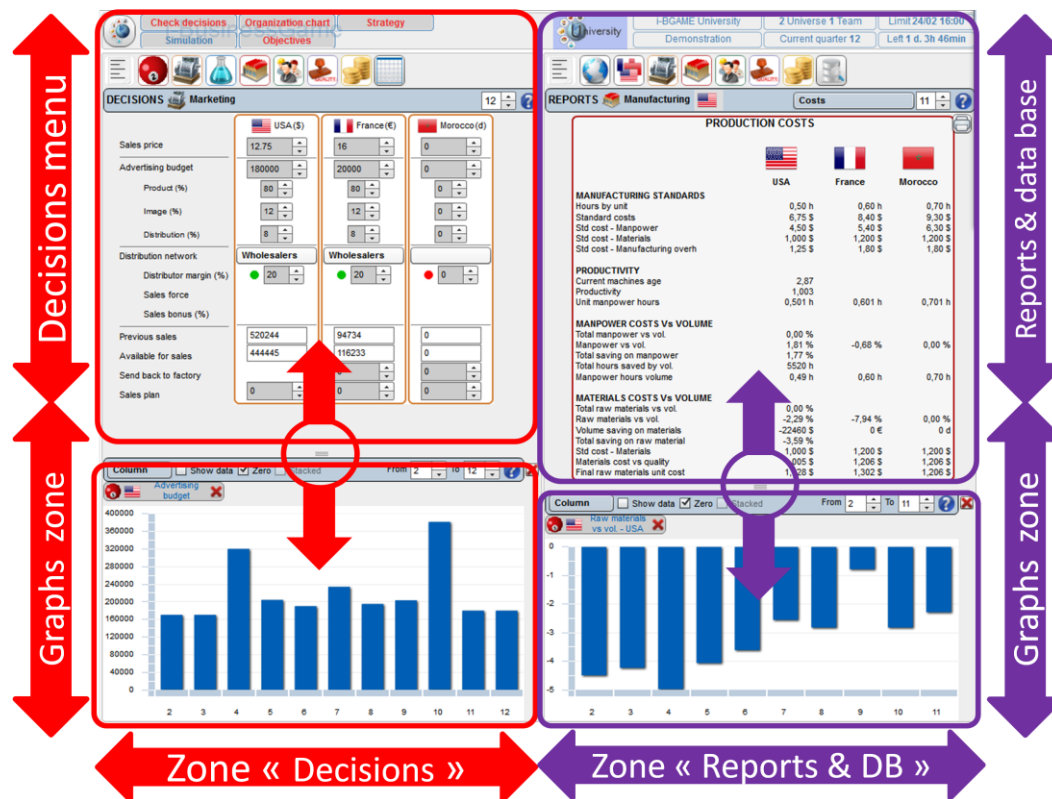 Check decisions Organization chart Strategy
Simulation Objectives
i-BusinessGame
DECISIONS Marketing 12
USA($) France(€) Morocco(d)
Sales price 12.75 16 0
Advertising budget 180000 20000 0
Product (%) 80 80 0
Image (%) 12 12 0
Distribution (%) 8 8 0
Distribution network Wholesalers Wholesalers
Distributor margin (%) 20 20 0
Sales force
Sales bonus (%)
Previous sales 520244 94734 0
Available for sales 444445 116233 0
Send back to factory 0 0
Sales plan 0 0 0
Column Show data Zero Stacked From 2 To 12
Advertising
budget
400000
360000
320000
280000
240000
200000
160000
120000
80000
40000
0
2 3 4 5 6 7 8 9 10 11 12
University
i-BGAME University 2 Universe 1 Team Limit 24/02 16:00
Demonstration Current quarter 12 Left 1 d. 3h 46min
QUALITY
QUALITY
REPORTS Manufacturing Costs 11
PRODUCTION COSTS
USA France Morocco
MANUFACTURING STANDARDS
Hours by unit 0,50 h 0,60 h 0,70 h
Standard costs 6,75 $ 8,40 $ 9,30 $
Std cost - Manpower 4,50 $ 5,40 $ 6,30 $
Std cost - Materials 1,000 $ 1,200 $ 1,200 $
Std cost - Manufacturing overh 1,25 $ 1,80 $ 1,80 $
PRODUCTIVITY
Current machines age 2,87
Productivity 1,003
Unit manpower hours 0,501 h 0,601 h 0,701 h
MANPOWER COSTS Vs VOLUME
Total manpower vs vol. 0,00 %
Manpower vs vol. 1,81 % -0,68 % 0,00 %
Total saving on manpower 1,77 %
Total hours saved by vol. 5520 h
Manpower hours volume 0,49 h 0,60 h 0,70 h
MATERIALS COSTS Vs VOLUME
Total raw materials vs vol. 0,00 %
Raw materials vs vol. -2,29 % -7,94 % 0,00 %
Volume saving on materials -22460 $ 0 € 0 d
Total saving on raw material -3,59 %
Std cost - Materials 1,000 $ 1,200 $ 1,200 $
Materials cost vs quality 1,206 $ 1,206 $
Final raw materials unit cost 1,302 $ 1,206 $
Column Show data Zero Stacked From 2 To 11
Raw materials
vs vol. - USA
0
-1
-2
-3
-4
-5
2 3 4 5 6 7 8 9 10 11
Decisions menu
Graphs zone
Reports & data base
Graphs zone
Zone « Decisions »
Zone « Reports & DB »